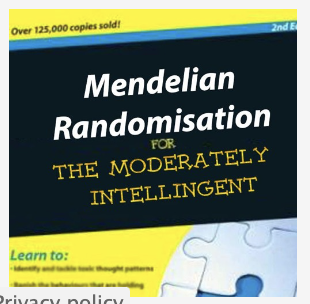 Over 125,000 copies sold!
2nd E
Mendelian
Randomisation
FOR
THE MODERATELY
INTELLINGENT
Learn to:
- Identify and tackle toxic thought patterns
- Banish the behaviours that are holding
Privacy policy